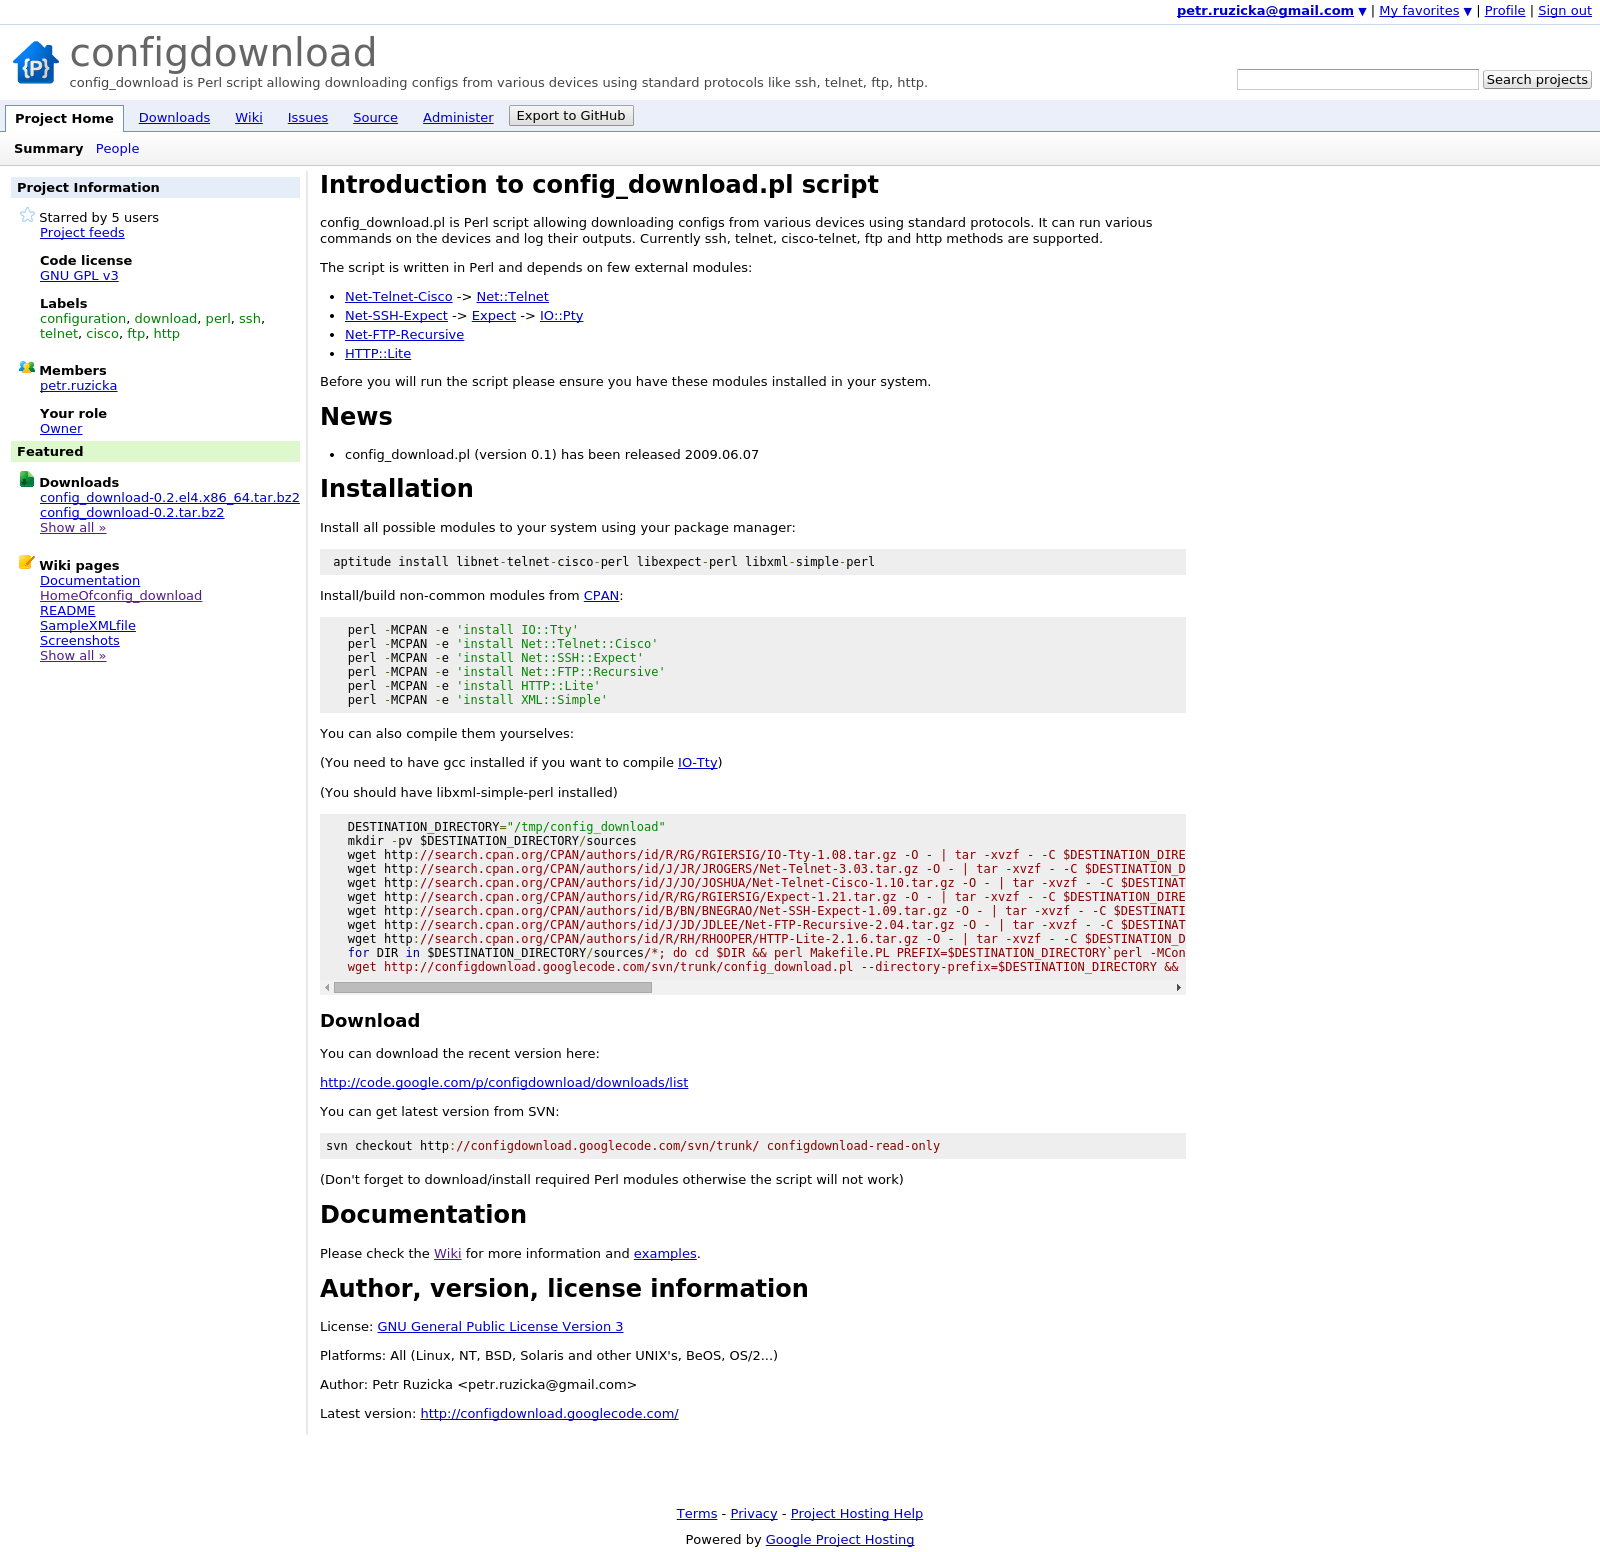 petr.ruzicka@gmail.com ▼ | My favorites ▼ | Profile | Sign out
{P}
configdownload
config_download is Perl script allowing downloading configs from various devices using standard protocols like ssh, telnet, ftp, http.
Search projects
Project Home Downloads Wiki Issues Source Administer Export to GitHub
Summary People
Project Information
Starred by 5 users
Project feeds
Code license
GNU GPL v3
Labels
configuration, download, perl, ssh,
telnet, cisco, ftp, http
Members
petr.ruzicka
Your role
Owner
Featured
Downloads
config_download-0.2.el4.x86_64.tar.bz2
config_download-0.2.tar.bz2
Show all »
Wiki pages
Documentation
HomeOfconfig_download
README
SampleXMLfile
Screenshots
Show all »
Introduction to config_download.pl script
config_download.pl is Perl script allowing downloading configs from various devices using standard protocols. It can run various
commands on the devices and log their outputs. Currently ssh, telnet, cisco-telnet, ftp and http methods are supported.
The script is written in Perl and depends on few external modules:
• Net-Telnet-Cisco -> Net::Telnet
• Net-SSH-Expect -> Expect -> IO::Pty
• Net-FTP-Recursive
• HTTP::Lite
Before you will run the script please ensure you have these modules installed in your system.
News
• config_download.pl (version 0.1) has been released 2009.06.07
Installation
Install all possible modules to your system using your package manager:
aptitude install libnet-telnet-cisco-perl libexpect-perl libxml-simple-perl
Install/build non-common modules from CPAN:
perl -MCPAN -e 'install IO::Tty'
perl -MCPAN -e 'install Net::Telnet::Cisco'
perl -MCPAN -e 'install Net::SSH::Expect'
perl -MCPAN -e 'install Net::FTP::Recursive'
perl -MCPAN -e 'install HTTP::Lite'
perl -MCPAN -e 'install XML::Simple'
You can also compile them yourselves:
(You need to have gcc installed if you want to compile IO-Tty)
(You should have libxml-simple-perl installed)
DESTINATION_DIRECTORY="/tmp/config_download"
mkdir -pv $DESTINATION_DIRECTORY/sources
wget http://search.cpan.org/CPAN/authors/id/R/RG/RGIERSIG/IO-Tty-1.08.tar.gz -O - | tar -xvzf - -C $DESTINATION_DIRE
wget http://search.cpan.org/CPAN/authors/id/J/JR/JROGERS/Net-Telnet-3.03.tar.gz -O - | tar -xvzf - -C $DESTINATION_D
wget http://search.cpan.org/CPAN/authors/id/J/JO/JOSHUA/Net-Telnet-Cisco-1.10.tar.gz -O - | tar -xvzf - -C $DESTINAT
wget http://search.cpan.org/CPAN/authors/id/R/RG/RGIERSIG/Expect-1.21.tar.gz -O - | tar -xvzf - -C $DESTINATION_DIRE
wget http://search.cpan.org/CPAN/authors/id/B/BN/BNEGRAO/Net-SSH-Expect-1.09.tar.gz -O - | tar -xvzf - -C $DESTINATI
wget http://search.cpan.org/CPAN/authors/id/J/JD/JDLEE/Net-FTP-Recursive-2.04.tar.gz -O - | tar -xvzf - -C $DESTINAT
wget http://search.cpan.org/CPAN/authors/id/R/RH/RHOOPER/HTTP-Lite-2.1.6.tar.gz -O - | tar -xvzf - -C $DESTINATION_D
for DIR in $DESTINATION_DIRECTORY/sources/*; do cd $DIR && perl Makefile.PL PREFIX=$DESTINATION_DIRECTORY`perl -MCon
wget http://configdownload.googlecode.com/svn/trunk/config_download.pl --directory-prefix=$DESTINATION_DIRECTORY &&
Download
You can download the recent version here:
http://code.google.com/p/configdownload/downloads/list
You can get latest version from SVN:
svn checkout http://configdownload.googlecode.com/svn/trunk/ configdownload-read-only
(Don't forget to download/install required Perl modules otherwise the script will not work)
Documentation
Please check the Wiki for more information and examples.
Author, version, license information
License: GNU General Public License Version 3
Platforms: All (Linux, NT, BSD, Solaris and other UNIX's, BeOS, OS/2...)
Author: Petr Ruzicka <petr.ruzicka@gmail.com>
Latest version: http://configdownload.googlecode.com/
Terms - Privacy - Project Hosting Help
Powered by Google Project Hosting